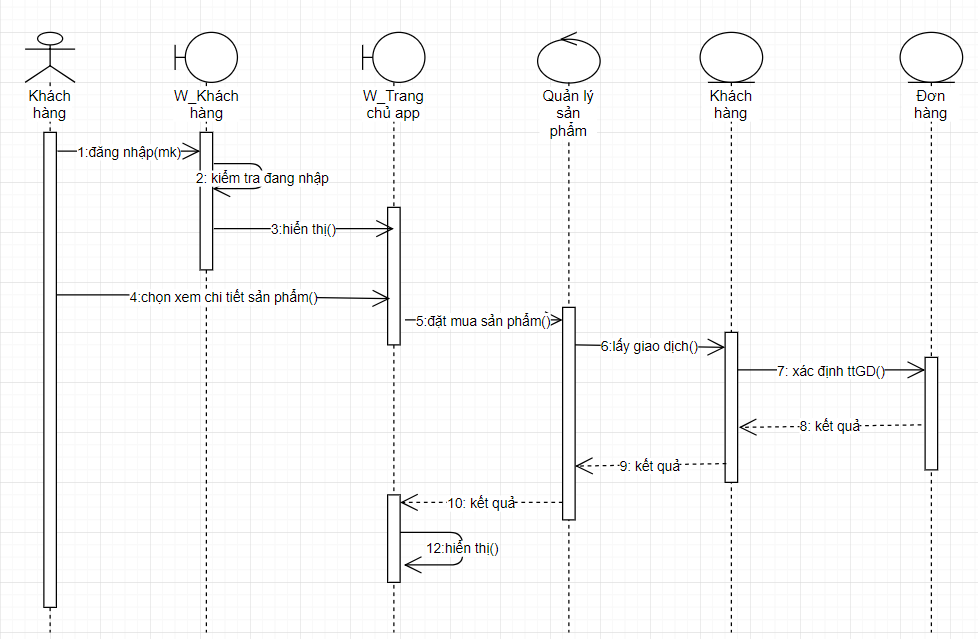 Khách
hàng
W_Khách
hàng
W_Trang
chủ app
Quản lý
sản
phẩm
Khách
hàng
Đơn
hàng
1:đăng nhập(mk)
2: kiểm tra đang nhập
3:hiển thị()
4:chọn xem chi tiết sản phẩm()
5:đặt mua sản phẩm()
6:lấy giao dịch()
7: xác định ttGD()
8: kết quả
9: kết quả
10: kết quả
12:hiển thị()